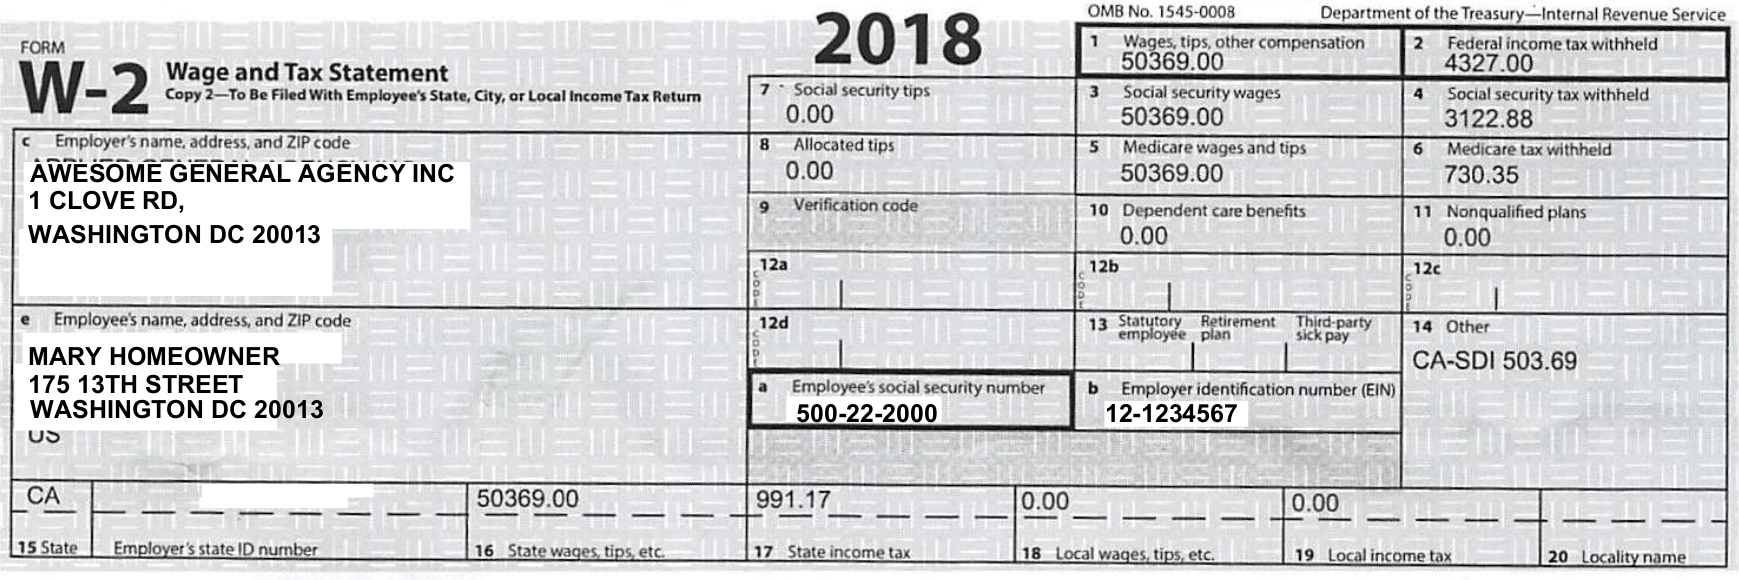 OMB No. 1545-0008 Department of the Treasury—Internal Revenue Service
FORM
W-2 Wage and Tax Statement
Copy 2—To Be Filed With Employee's State, City, or Local Income Tax Return
2018
1 Wages, tips, other compensation
50369.00
2 Federal income tax withheld
4327.00
7 Social security tips
0.00
3 Social security wages
50369.00
4 Social security tax withheld
3122.88
c Employer's name, address, and ZIP code
AWESOME GENERAL AGENCY INC
1 CLOVE RD,
WASHINGTON DC 20013
8 Allocated tips
0.00
5 Medicare wages and tips
50369.00
6 Medicare tax withheld
730.35
9 Verification code
10 Dependent care benefits
0.00
11 Nonqualified plans
0.00
12a
CODE
12b
CODE
12c
CODE
e Employee's name, address, and ZIP code
MARY HOMEOWNER
175 13TH STREET
WASHINGTON DC 20013
US
12d
CODE
13 Statutory employee
Retirement plan
Third-party sick pay
14 Other
CA-SDI 503.69
a Employee's social security number
500-22-2000
b Employer identification number (EIN)
12-1234567
CA 50369.00 991.17 0.00 0.00
15 State Employer's state ID number 16 State wages, tips, etc. 17 State income tax 18 Local wages, tips, etc. 19 Local income tax 20 Locality name